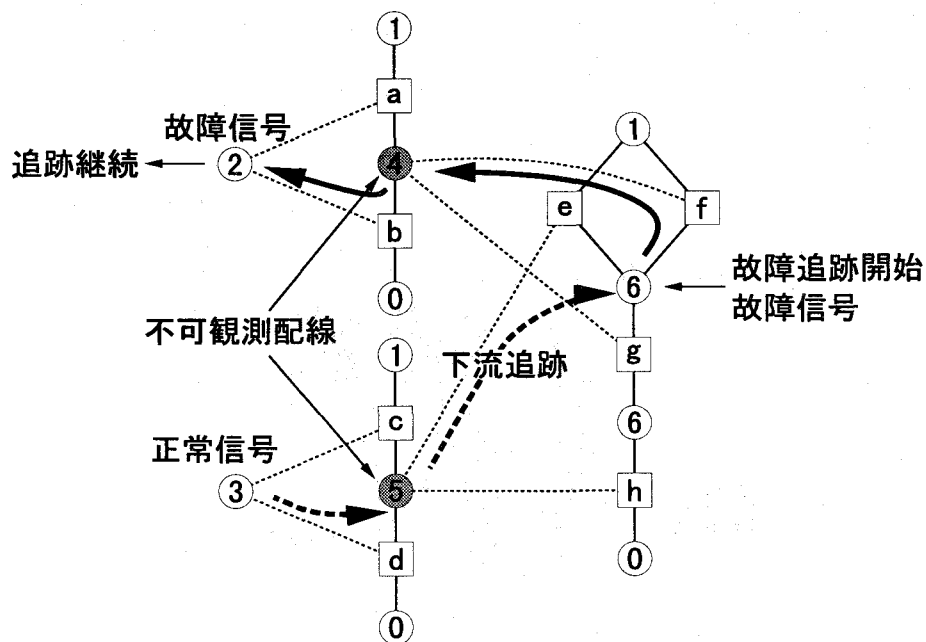 1
a
故障信号
追跡継続
2
4
b
0
1
e
f
6
故障追跡開始
故障信号
g
6
h
0
不可観測配線
下流追跡
1
c
正常信号
3
5
d
0